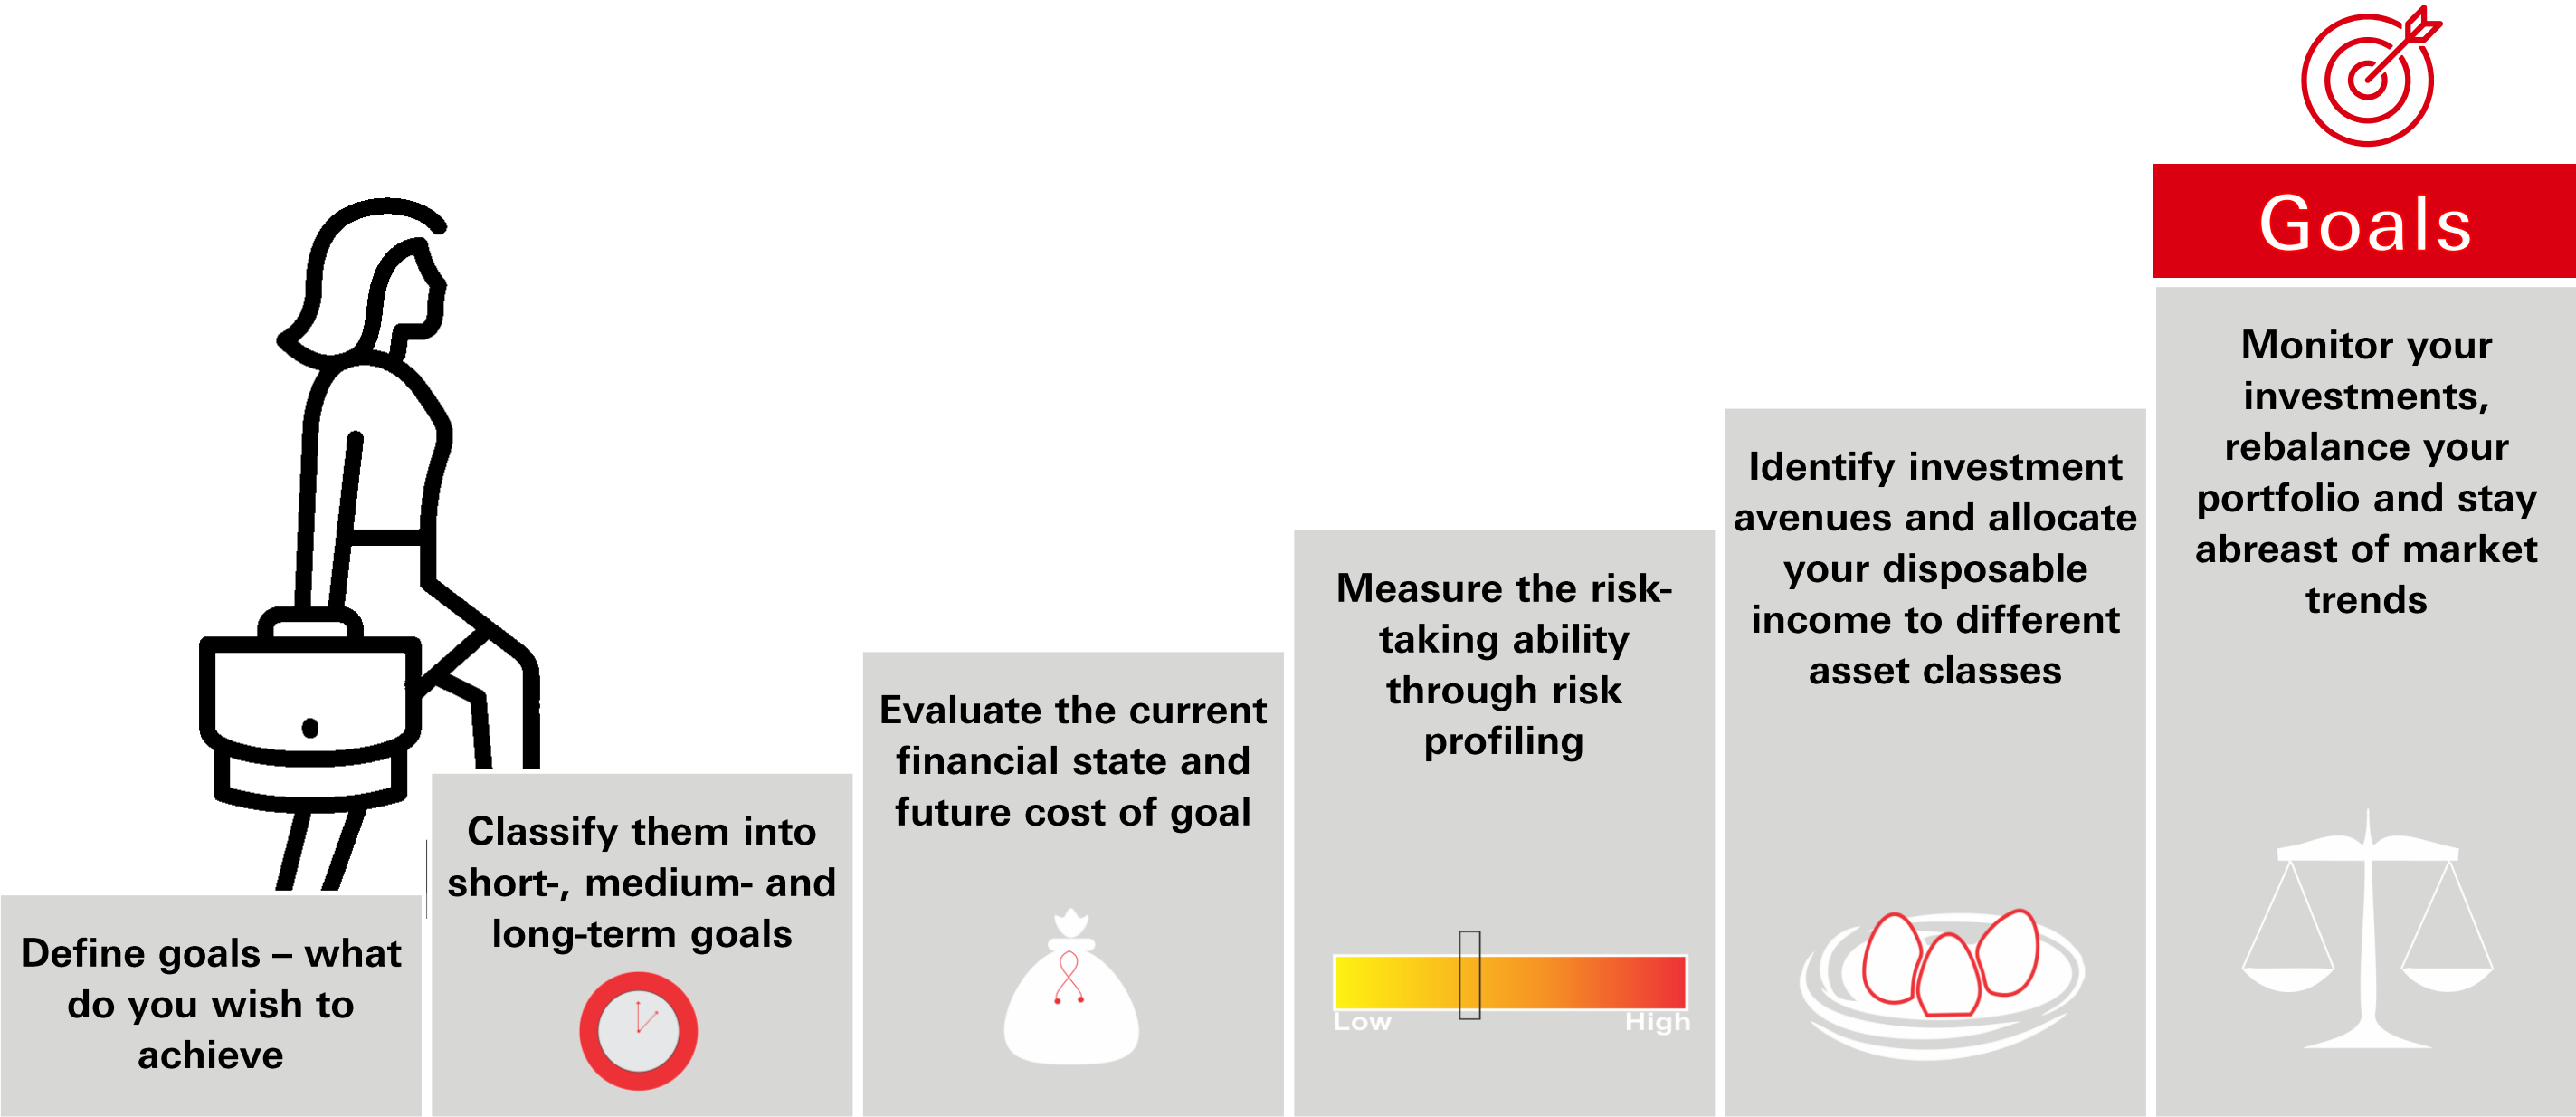 Goals
Define goals – what
do you wish to
achieve
Classify them into
short-, medium- and
long-term goals
Evaluate the current
financial state and
future cost of goal
Measure the risk-
taking ability
through risk
profiling
Low
High
Identify investment
avenues and allocate
your disposable
income to different
asset classes
Monitor your
investments,
rebalance your
portfolio and stay
abreast of market
trends